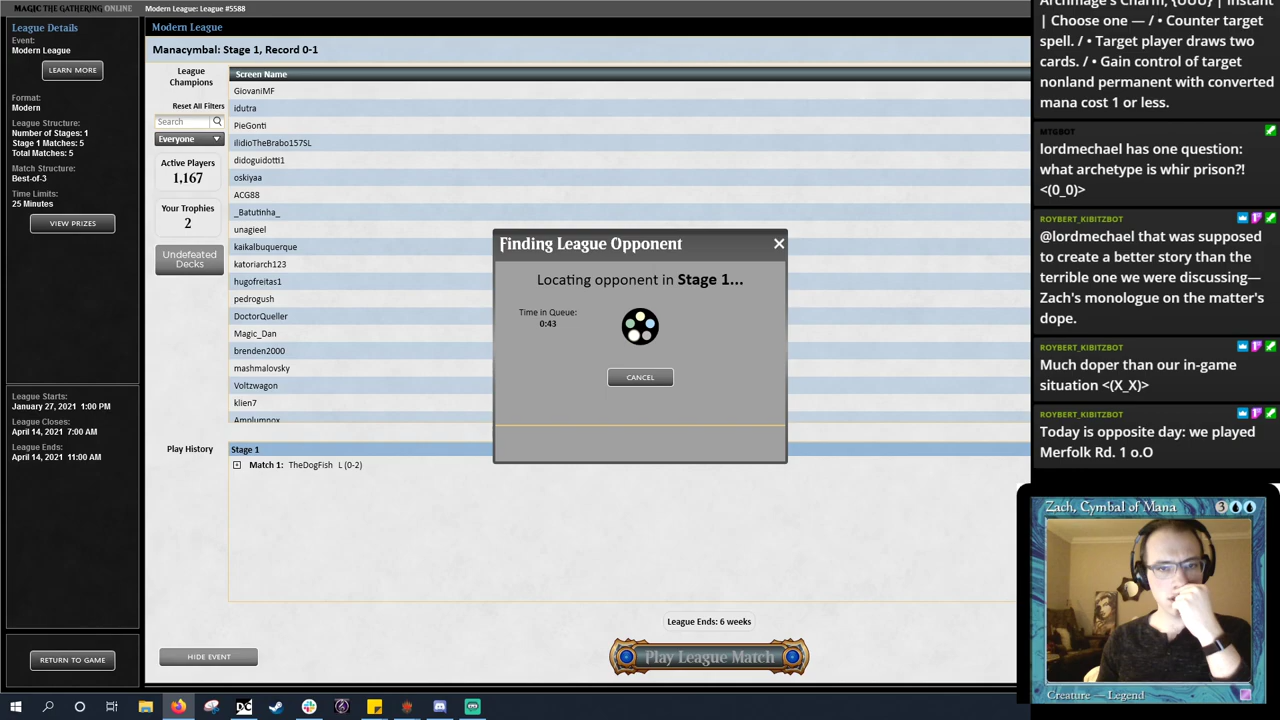 MAGIC THE GATHERING ONLINE
Modern League: League #5588
League Details
Event:
Modern League
LEARN MORE
Format:
Modern
League Structure:
Number of Stages: 1
Stage 1 Matches: 5
Total Matches: 5
Match Structure:
Best-of-3
Time Limits:
25 Minutes
VIEW PRIZES
League Starts:
January 27, 2021 1:00 PM
League Closes:
April 14, 2021 7:00 AM
League Ends:
April 14, 2021 11:00 AM
RETURN TO GAME
Modern League
Manacymbal: Stage 1, Record 0-1
League
Champions
Reset All Filters
Search
Everyone
Active Players
1,167
Your Trophies
2
Undefeated
Decks
Screen Name
GiovaniMF
idutra
PieGonti
ilidioTheBrabo157SL
didoguidotti1
oskiyaa
ACG88
_Batutinha_
unagieel
kaikalbuquerque
katoriarch123
hugofreitas1
pedrogush
DoctorQueller
Magic_Dan
brenden2000
mashmalovsky
Voltzwagon
klien7
Amplumnox
Finding League Opponent
Locating opponent in Stage 1...
Time in Queue:
0:43
CANCEL
Play History
Stage 1
Match 1: TheDogFish L (0-2)
League Ends: 6 weeks
HIDE EVENT
Play League Match
Archmage's Charm, {UUU} | Instant
| Choose one — / • Counter target
spell. / • Target player draws two
cards. / • Gain control of target
nonland permanent with converted
mana cost 1 or less.
MTGBOT
lordmechael has one question:
what archetype is whir prison?!
<(0_0)>
ROYBERT_KIBITZBOT
@lordmechael that was supposed
to create a better story than the
terrible one we were discussing—
Zach's monologue on the matter's
dope.
ROYBERT_KIBITZBOT
Much doper than our in-game
situation <(X_X)>
ROYBERT_KIBITZBOT
Today is opposite day: we played
Merfolk Rd. 1 o.O
Zach, Cymbal of Mana 3
Creature — Legend